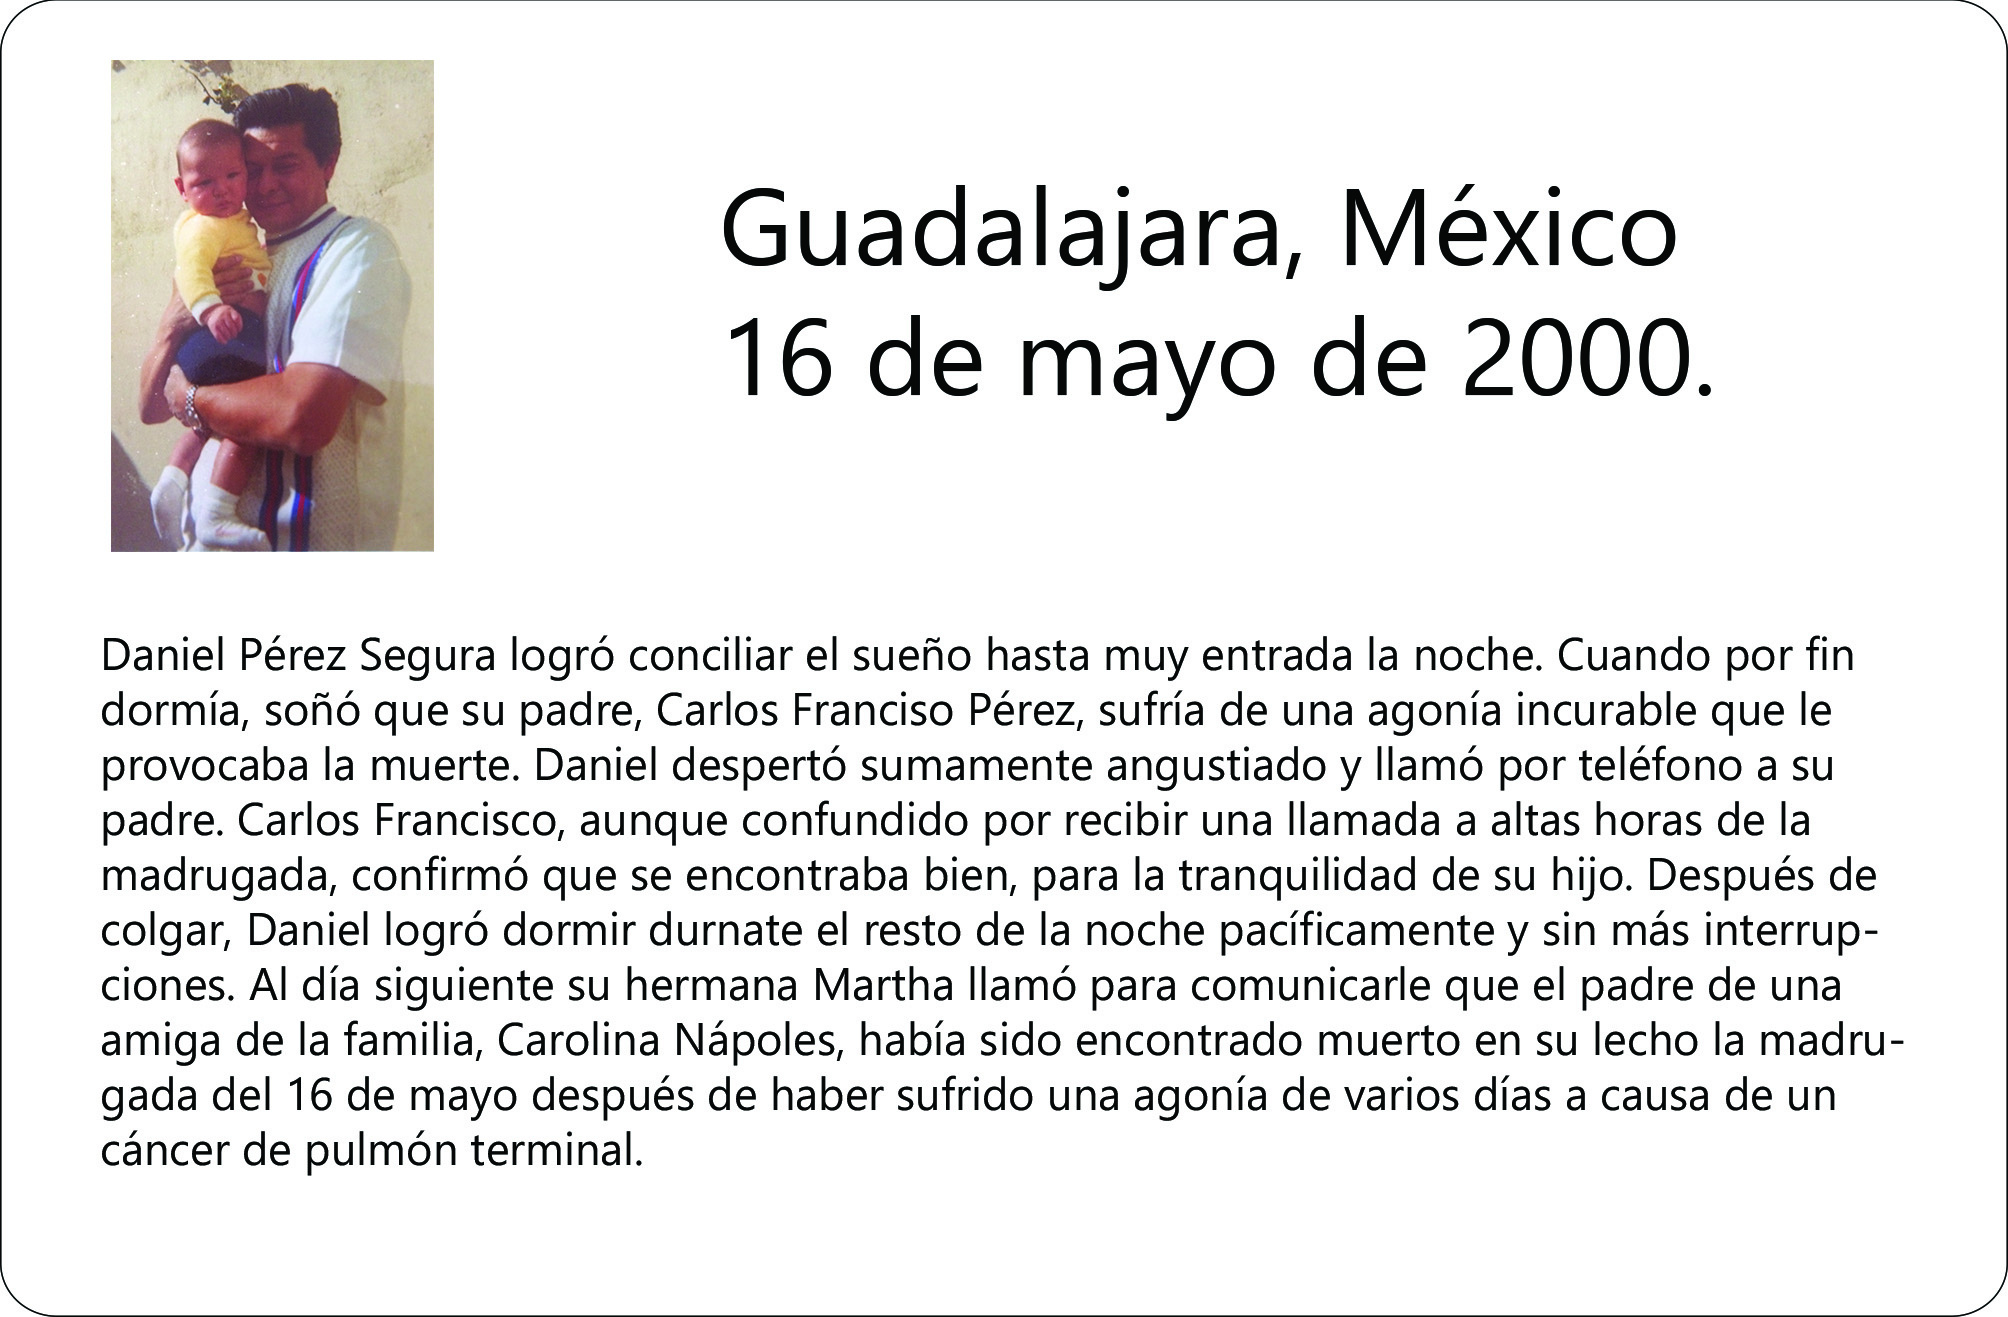 Guadalajara, México
16 de mayo de 2000.
Daniel Pérez Segura logró conciliar el sueño hasta muy entrada la noche. Cuando por fin
dormía, soñó que su padre, Carlos Franciso Pérez, sufría de una agonía incurable que le
provocaba la muerte. Daniel despertó sumamente angustiado y llamó por teléfono a su
padre. Carlos Francisco, aunque confundido por recibir una llamada a altas horas de la
madrugada, confirmó que se encontraba bien, para la tranquilidad de su hijo. Después de
colgar, Daniel logró dormir durnate el resto de la noche pacíficamente y sin más interrup-
ciones. Al día siguiente su hermana Martha llamó para comunicarle que el padre de una
amiga de la familia, Carolina Nápoles, había sido encontrado muerto en su lecho la madru-
gada del 16 de mayo después de haber sufrido una agonía de varios días a causa de un
cáncer de pulmón terminal.